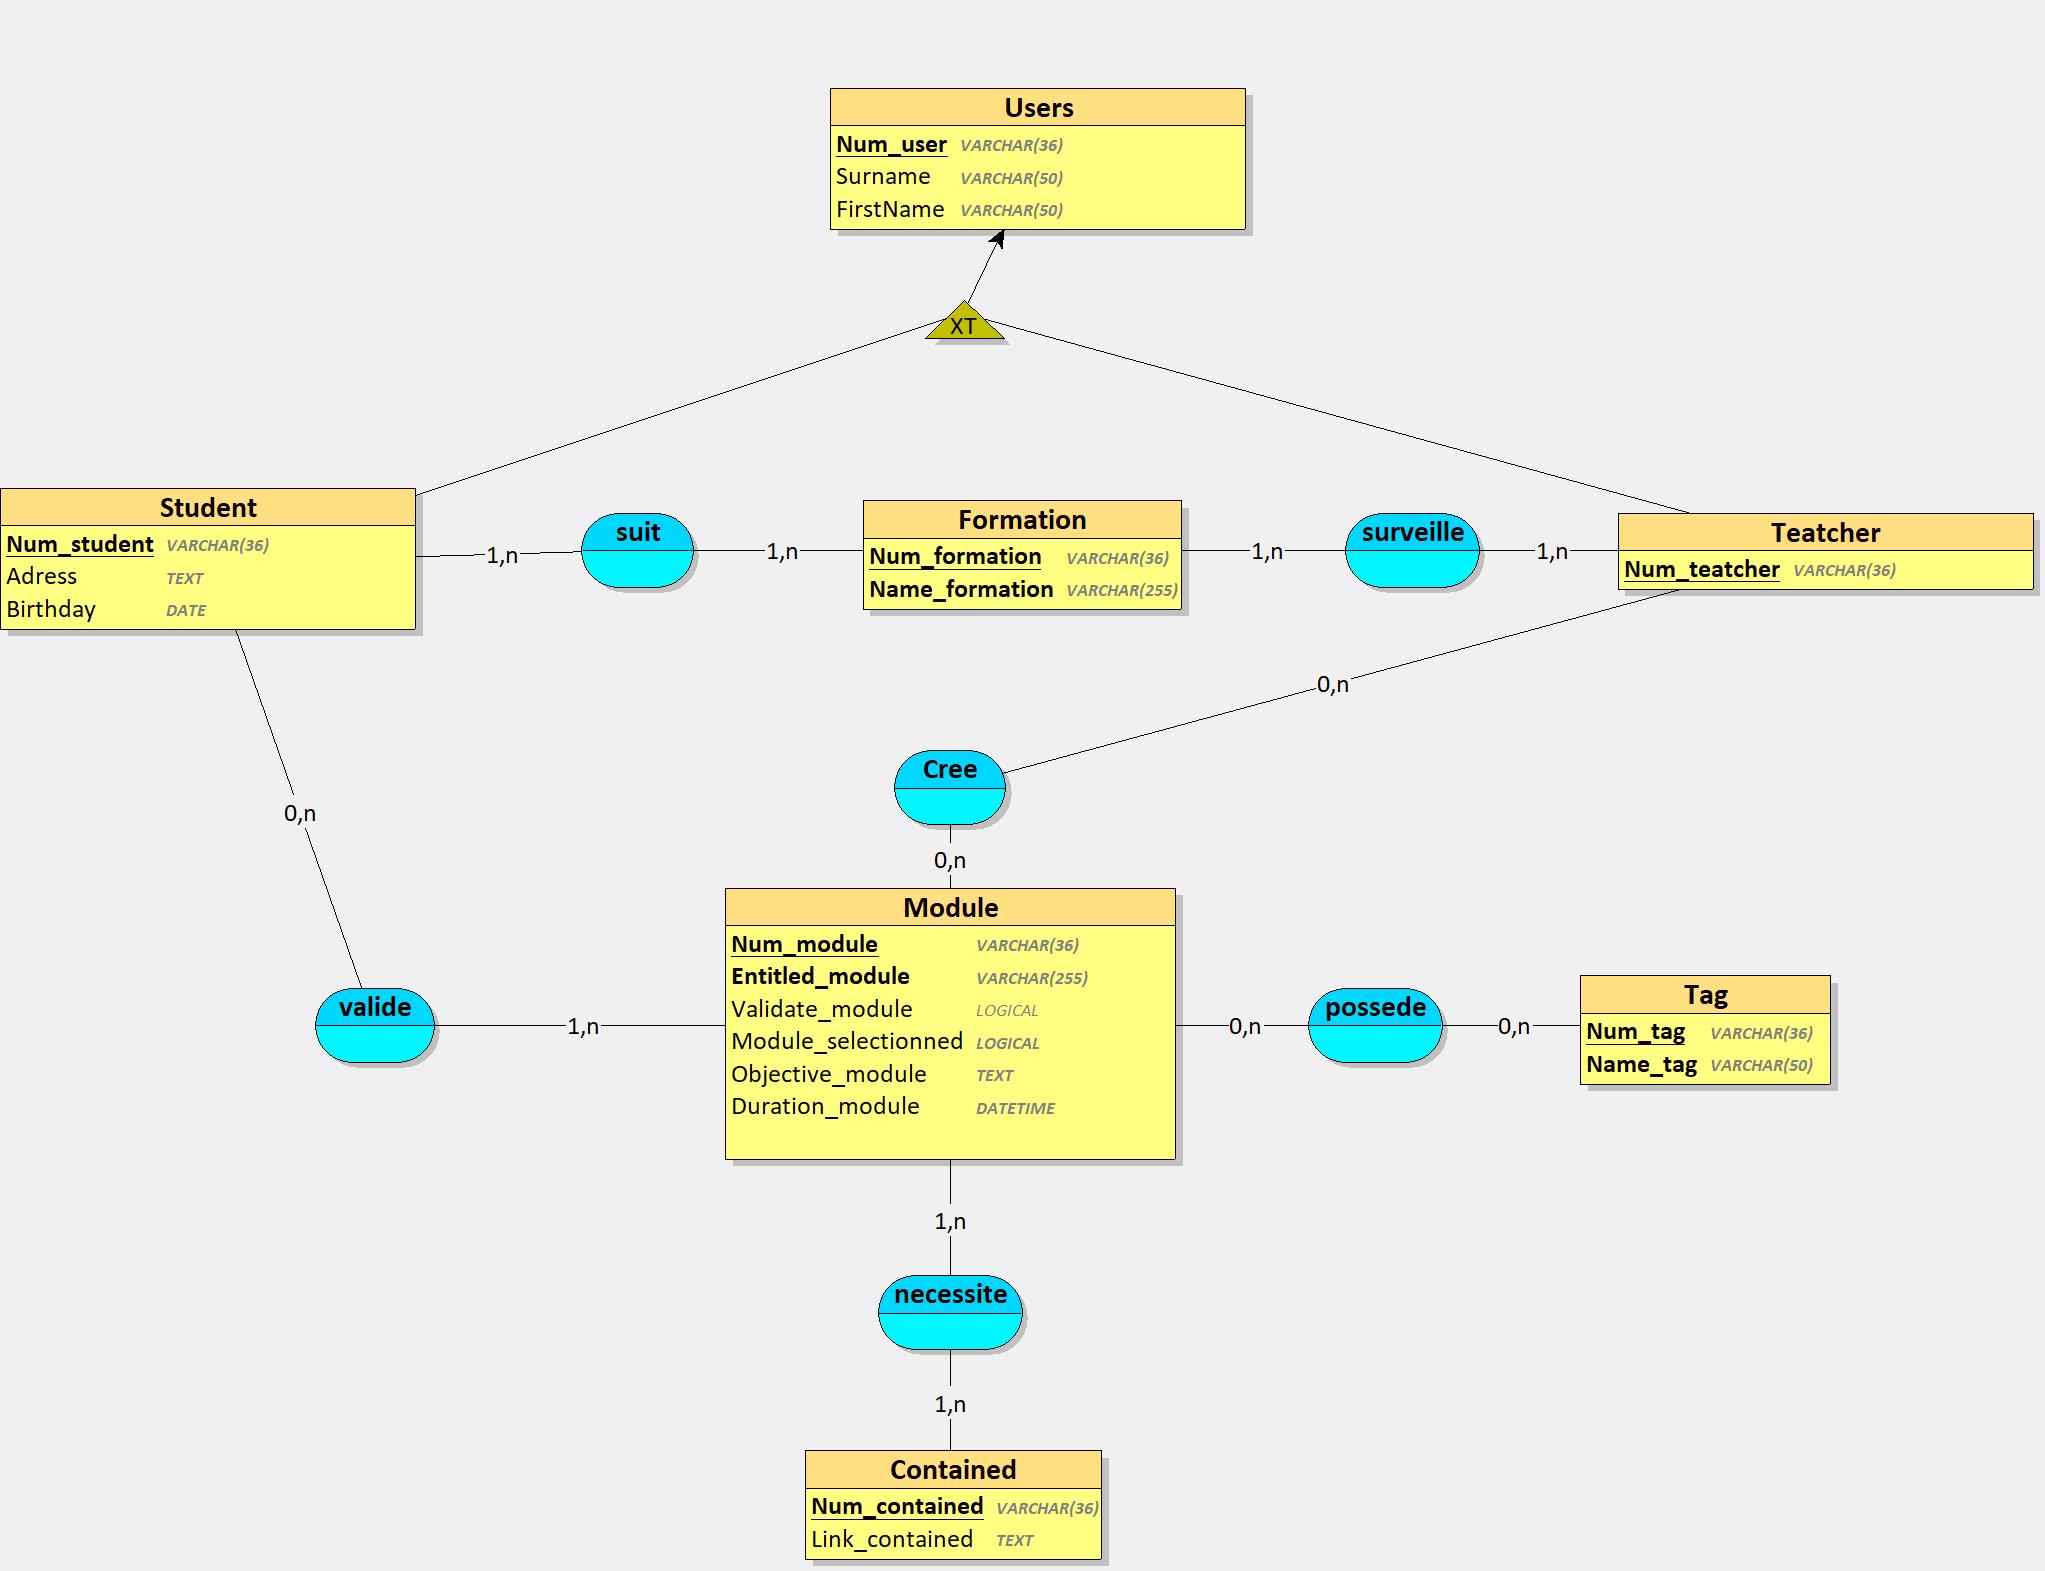 Users
Num_user VARCHAR(36)
Surname VARCHAR(50)
FirstName VARCHAR(50)
XT
Student
Num_student VARCHAR(36)
Adress TEXT
Birthday DATE
1,n
suit
1,n
Formation
Num_formation VARCHAR(36)
Name_formation VARCHAR(255)
1,n
surveille
1,n
Teatcher
Num_teatcher VARCHAR(36)
0,n
Cree
0,n
0,n
valide
1,n
Module
Num_module VARCHAR(36)
Entitled_module VARCHAR(255)
Validate_module LOGICAL
Module_selectionned LOGICAL
Objective_module TEXT
Duration_module DATETIME
0,n
possede
0,n
Tag
Num_tag VARCHAR(36)
Name_tag VARCHAR(50)
1,n
necessite
1,n
Contained
Num_contained VARCHAR(36)
Link_contained TEXT